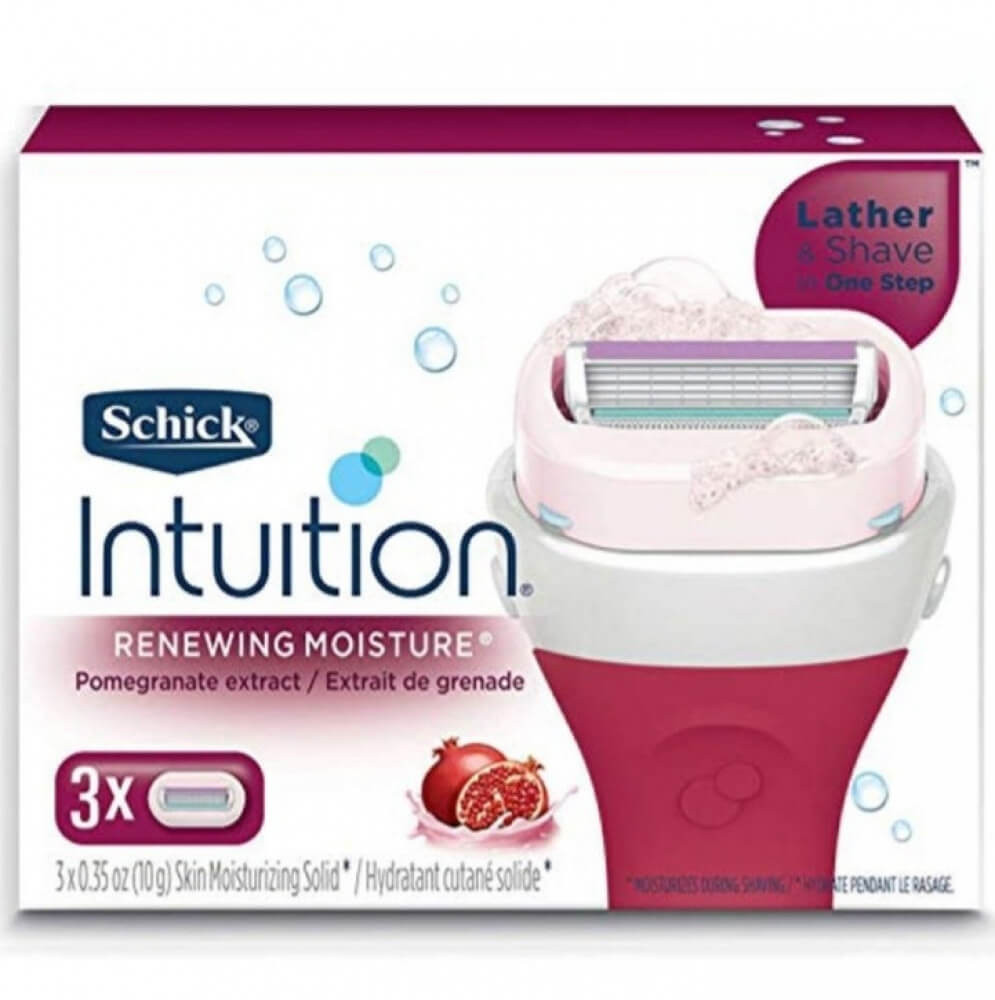 Lather
& Shave
in One Step
™
Schick®
Intuition®
RENEWING MOISTURE®
Pomegranate extract / Extrait de grenade
3X
3 x 0.35 oz (10 g) Skin Moisturizing Solid* / Hydratant cutané solide*
*MOISTURIZES DURING SHAVING / *HYDRATE PENDANT LE RASAGE.